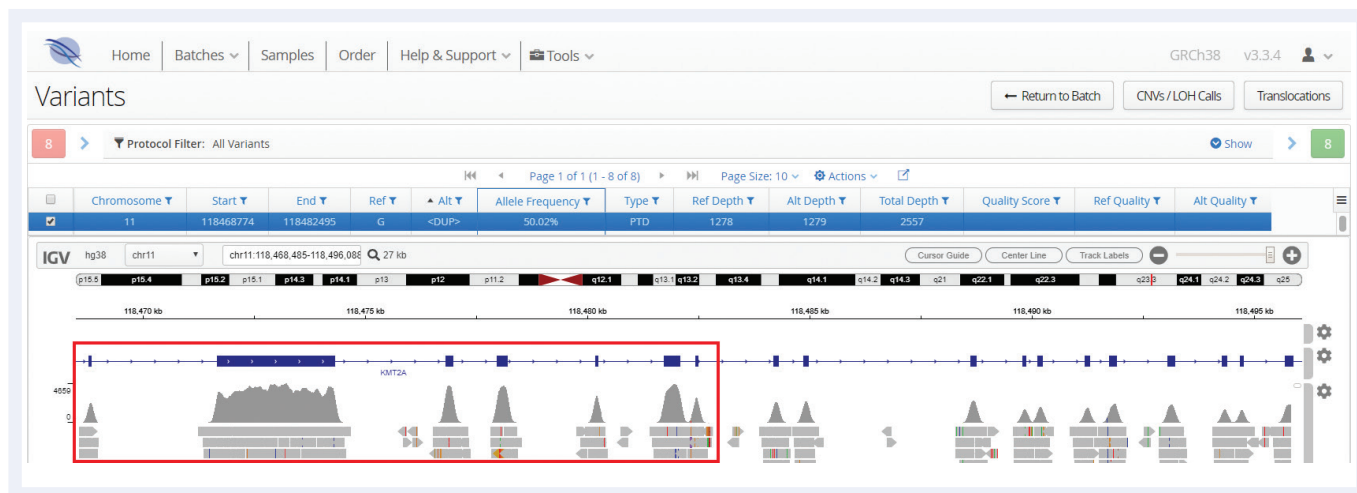 Home Batches Samples Order Help & Support Tools GRCh38 v3.3.4
Variants ← Return to Batch CNVs / LOH Calls Translocations
8 Protocol Filter: All Variants Show 8
Page 1 of 1 (1 - 8 of 8) Page Size: 10 Actions
Chromosome Start End Ref Alt Allele Frequency Type Ref Depth Alt Depth Total Depth Quality Score Ref Quality Alt Quality
11 118468774 118482495 G <DUP> 50.02% PTD 1278 1279 2557
IGV hg38 chr11 chr11:118,468,485-118,496,088 27 kb Cursor Guide Center Line Track Labels
p15.5 p15.4 p15.2 p15.1 p14.3 p14.1 p13 p12 p11.2 q12.1 q13.1 q13.2 q13.4 q14.1 q14.2 q14.3 q21 q22.1 q22.3 q23.3 q24.1 q24.2 q24.3 q25
118,470 kb 118,475 kb 118,480 kb 118,485 kb 118,490 kb 118,495 kb
KMT2A
4659
0